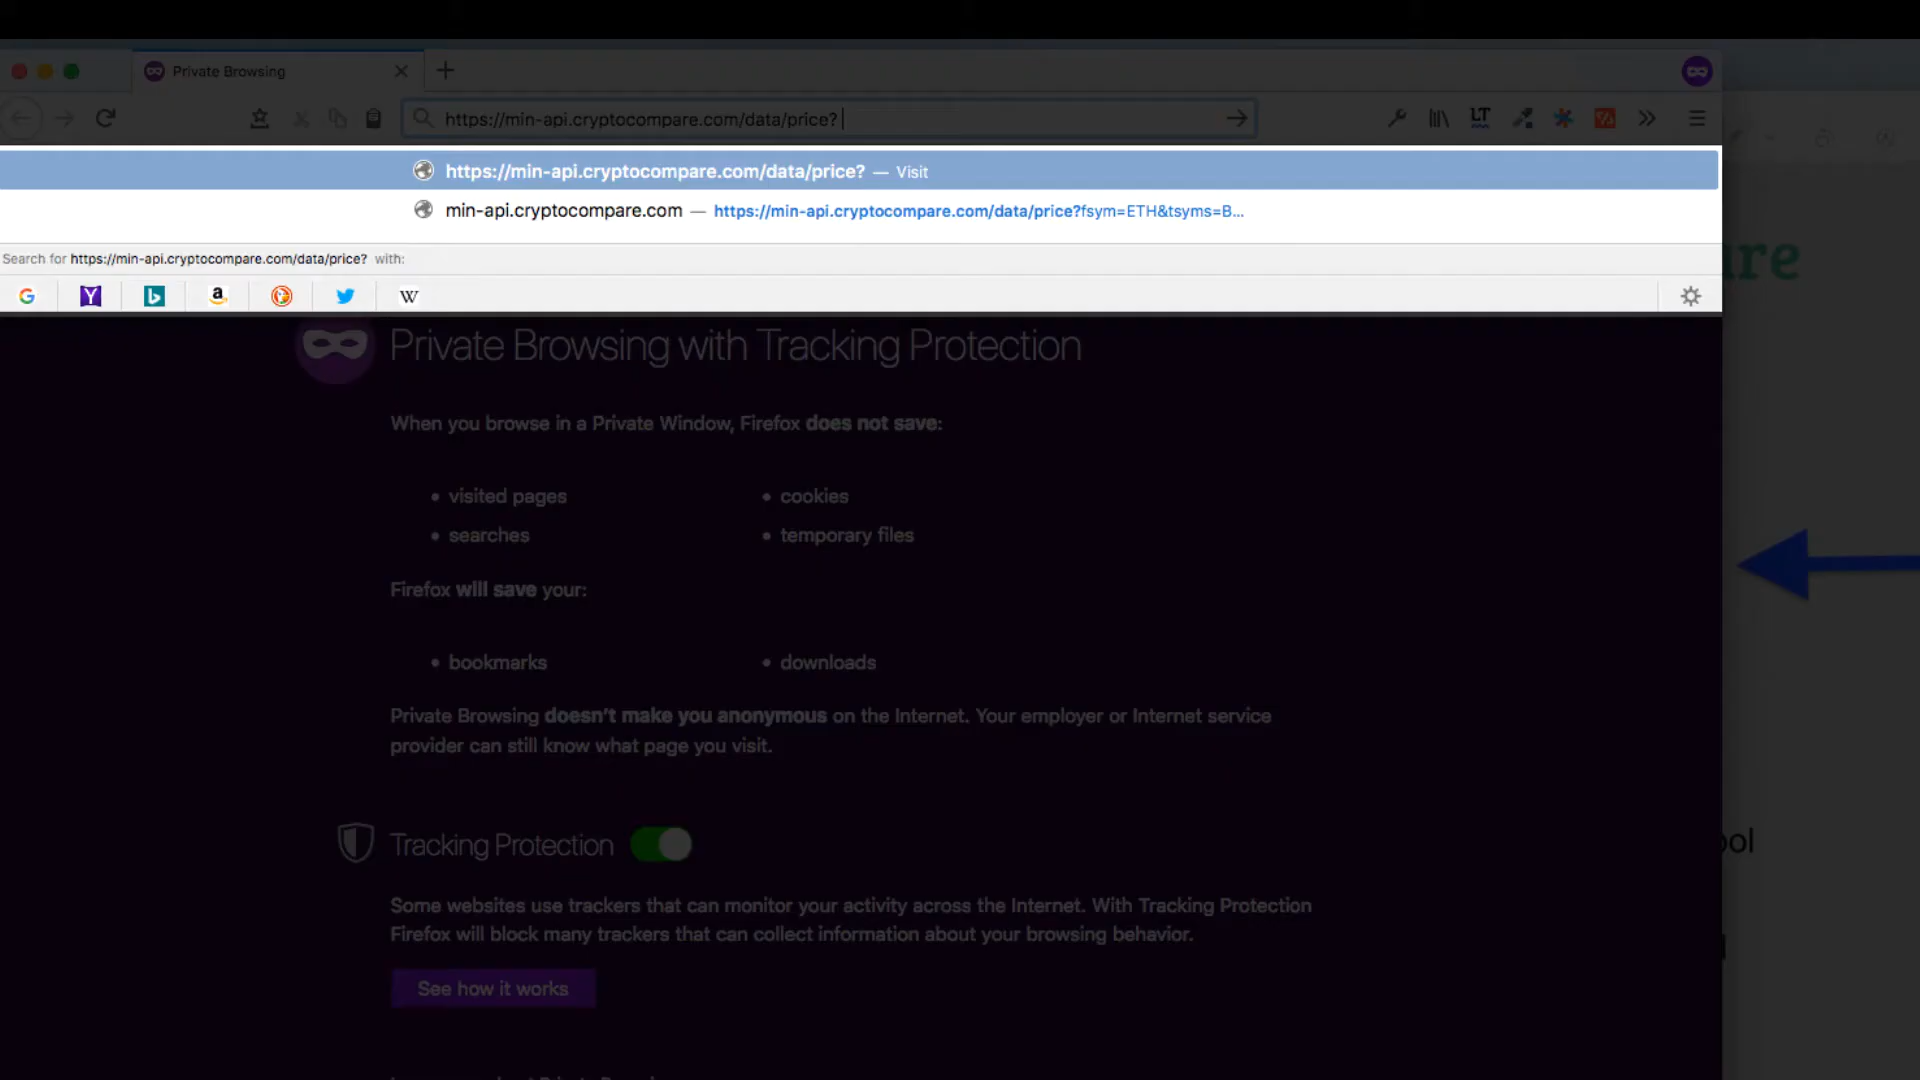 Private Browsing
https://min-api.cryptocompare.com/data/price?
LT
https://min-api.cryptocompare.com/data/price? — Visit
min-api.cryptocompare.com — https://min-api.cryptocompare.com/data/price?fsym=ETH&tsyms=B...
Search for https://min-api.cryptocompare.com/data/price? with:
G Y b a W
are
Private Browsing with Tracking Protection
When you browse in a Private Window, Firefox does not save:
• visited pages • cookies
• searches • temporary files
Firefox will save your:
• bookmarks • downloads
Private Browsing doesn't make you anonymous on the Internet. Your employer or Internet service
provider can still know what page you visit.
Tracking Protection
ool
Some websites use trackers that can monitor your activity across the Internet. With Tracking Protection
Firefox will block many trackers that can collect information about your browsing behavior.
See how it works